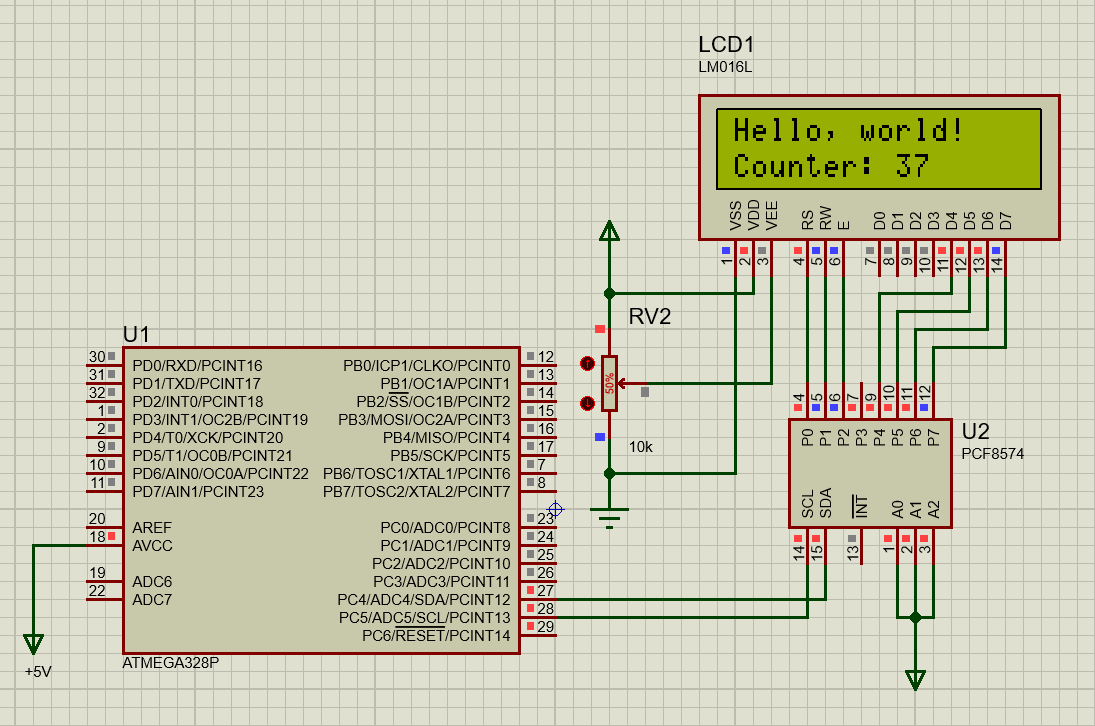 LCD1
LM016L
Hello, world!
Counter: 37
VSS
VDD
VEE
RS
RW
E
D0
D1
D2
D3
D4
D5
D6
D7
1
2
3
4
5
6
7
8
9
10
11
12
13
14
RV2
50%
10k
U1
30 PD0/RXD/PCINT16 PB0/ICP1/CLKO/PCINT0 12
31 PD1/TXD/PCINT17 PB1/OC1A/PCINT1 13
32 PD2/INT0/PCINT18 PB2/SS/OC1B/PCINT2 14
1 PD3/INT1/OC2B/PCINT19 PB3/MOSI/OC2A/PCINT3 15
2 PD4/T0/XCK/PCINT20 PB4/MISO/PCINT4 16
9 PD5/T1/OC0B/PCINT21 PB5/SCK/PCINT5 17
10 PD6/AIN0/OC0A/PCINT22 PB6/TOSC1/XTAL1/PCINT6 7
11 PD7/AIN1/PCINT23 PB7/TOSC2/XTAL2/PCINT7 8
20 AREF PC0/ADC0/PCINT8 23
18 AVCC PC1/ADC1/PCINT9 24
PC2/ADC2/PCINT10 25
19 ADC6 PC3/ADC3/PCINT11 26
22 ADC7 PC4/ADC4/SDA/PCINT12 27
PC5/ADC5/SCL/PCINT13 28
PC6/RESET/PCINT14 29
ATMEGA328P
+5V
4
5
6
7
9
10
11
12
P0
P1
P2
P3
P4
P5
P6
P7
U2
PCF8574
SCL
SDA
INT
A0
A1
A2
14
15
13
1
2
3